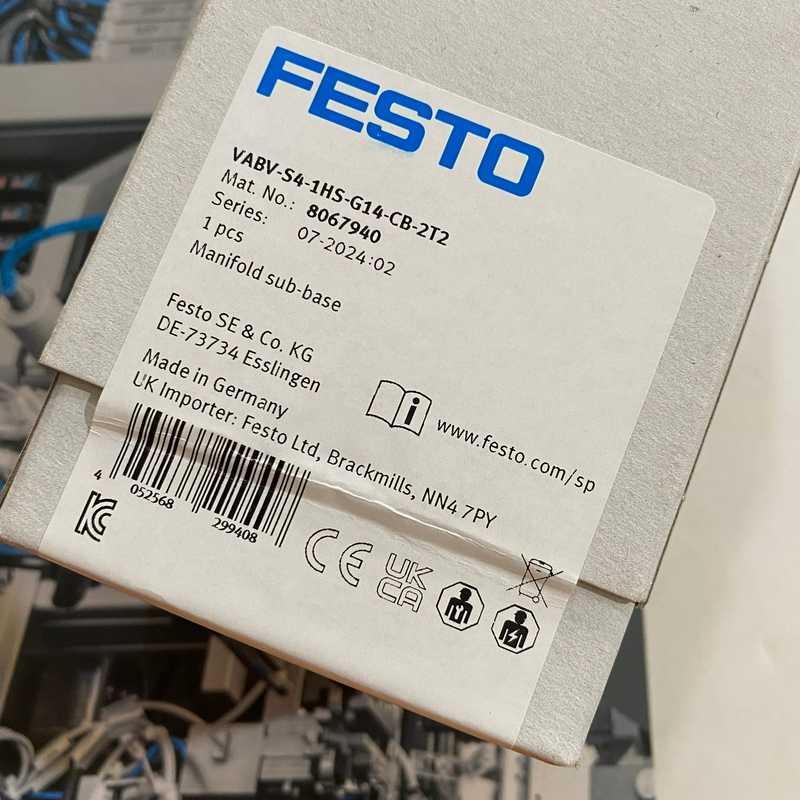 FESTO
VABV-S4-1HS-G14-CB-2T2
Mat. No.: 8067940
Series: 07-2024:02
1 pcs
Manifold sub-base
Festo SE & Co. KG
DE-73734 Esslingen
Made in Germany
UK Importer: Festo Ltd, Brackmills, NN4 7PY
i www.festo.com/sp
4 052568 299408
KC
CE
UK
CA